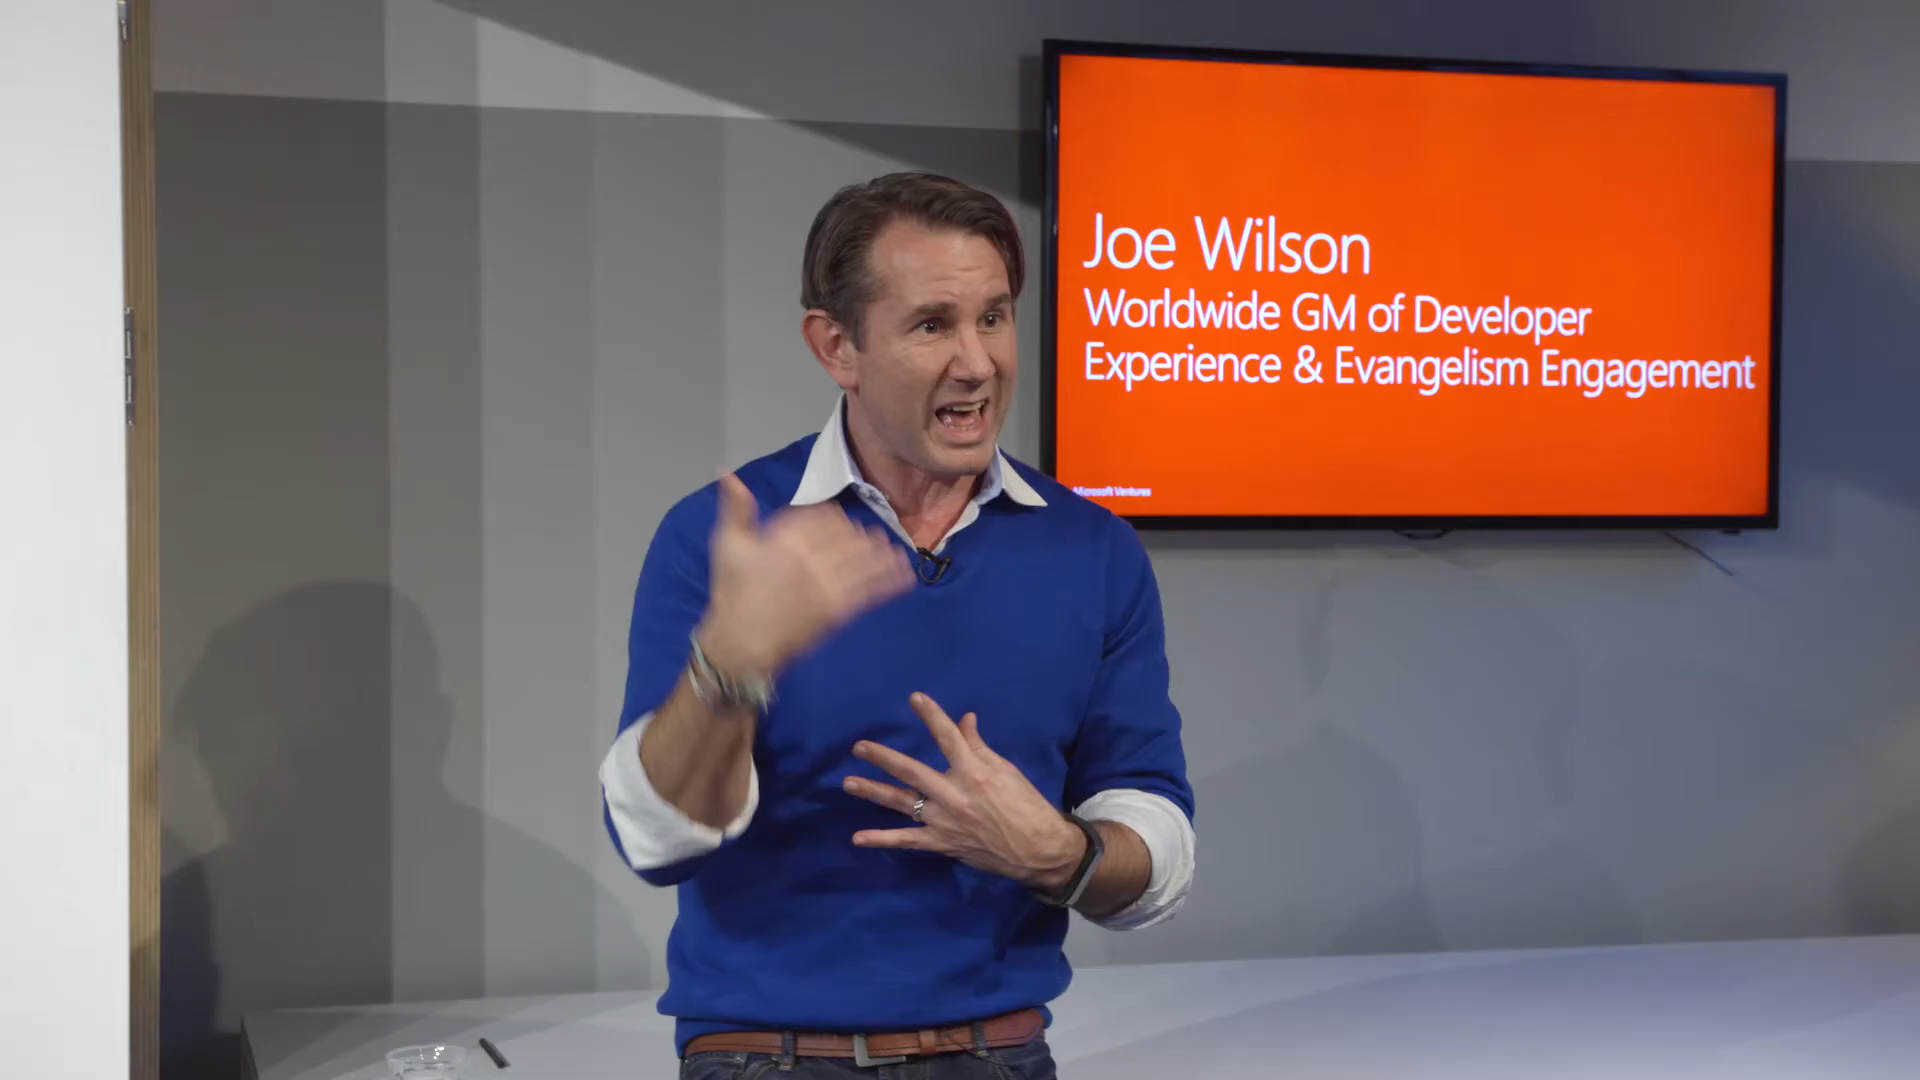 Joe Wilson
Worldwide GM of Developer
Experience & Evangelism Engagement
Microsoft Ventures